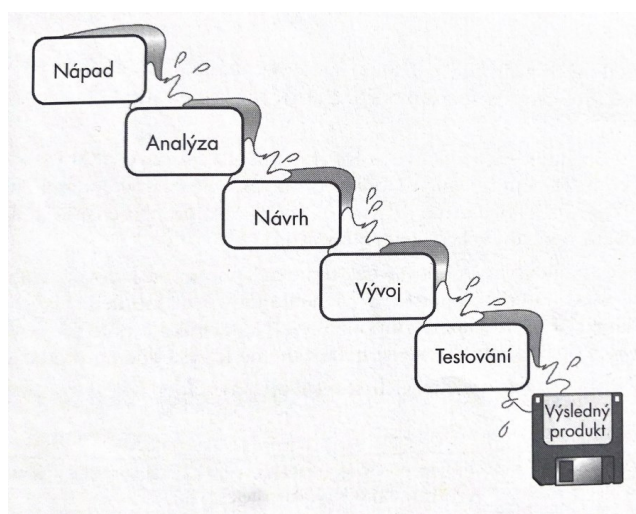 Nápad
Analýza
Návrh
Vývoj
Testování
Výsledný
produkt